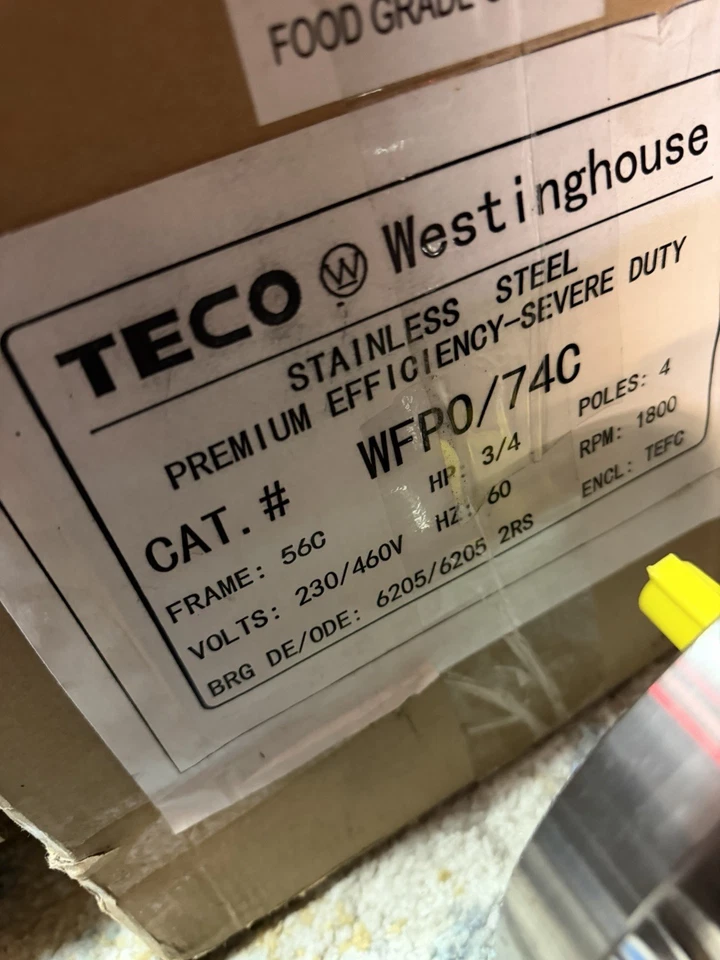 FOOD GRADE
TECO W Westinghouse
STAINLESS STEEL
PREMIUM EFFICIENCY-SEVERE DUTY
CAT.# WFP0/74C
FRAME: 56C HP: 3/4 POLES: 4
VOLTS: 230/460V HZ: 60 RPM: 1800
BRG DE/ODE: 6205/6205 2RS ENCL: TEFC